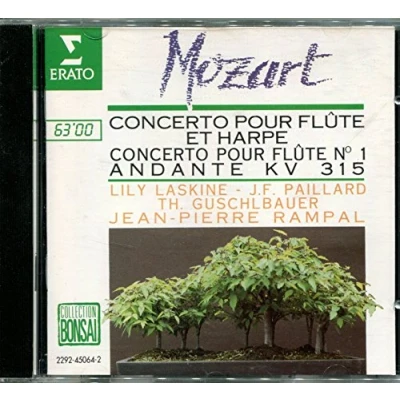 ERATO
Mozart
63'00
CONCERTO POUR FLÛTE
ET HARPE
CONCERTO POUR FLÛTE Nº 1
ANDANTE KV 315
LILY LASKINE - J.F. PAILLARD
TH. GUSCHLBAUER
JEAN-PIERRE RAMPAL
COLLECTION
BONSAI
2292-45064-2